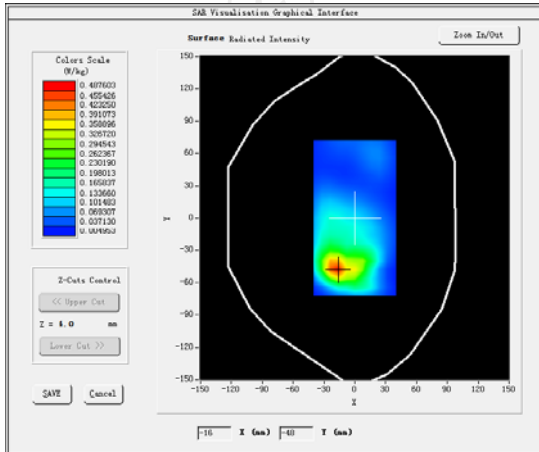 SAR Visualisation Graphical Interface
Surface Radiated Intensity
Zoom In/Out
Colors Scale
(W/kg)
0.487603
0.455426
0.423250
0.391073
0.358896
0.326720
0.294543
0.262367
0.230190
0.198013
0.165837
0.133660
0.101483
0.069307
0.037130
0.004953
Z-Cuts Control
<< Upper Cut
Z = 4.0 mm
Lower Cut >>
SAVE Cancel
150
120
90
60
30
Y 0
-30
-60
-90
-120
-150
-150 -120 -90 -60 -30 0 30 60 90 120 150
X
-16 X (mm) -48 Y (mm)